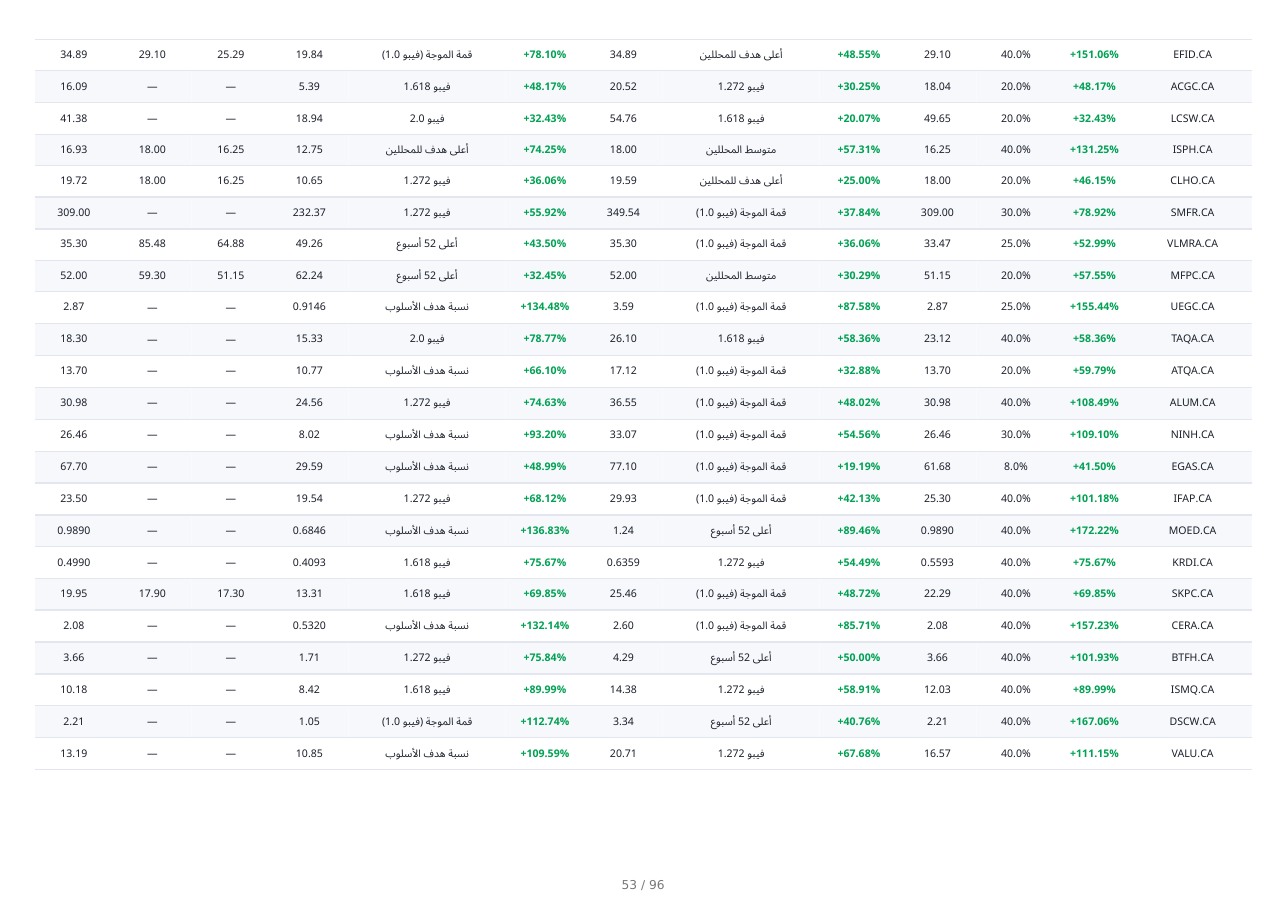 EFID.CA +151.06% 40.0% 29.10 +48.55% أعلى هدف للمحللين 34.89 +78.10% قمة الموجة (فيبو 1.0) 19.84 25.29 29.10 34.89
ACGC.CA +48.17% 20.0% 18.04 +30.25% فيبو 1.272 20.52 +48.17% فيبو 1.618 5.39 — — 16.09
LCSW.CA +32.43% 20.0% 49.65 +20.07% فيبو 1.618 54.76 +32.43% فيبو 2.0 18.94 — — 41.38
ISPH.CA +131.25% 40.0% 16.25 +57.31% متوسط المحللين 18.00 +74.25% أعلى هدف للمحللين 12.75 16.25 18.00 16.93
CLHO.CA +46.15% 20.0% 18.00 +25.00% أعلى هدف للمحللين 19.59 +36.06% فيبو 1.272 10.65 16.25 18.00 19.72
SMFR.CA +78.92% 30.0% 309.00 +37.84% قمة الموجة (فيبو 1.0) 349.54 +55.92% فيبو 1.272 232.37 — — 309.00
VLMRA.CA +52.99% 25.0% 33.47 +36.06% قمة الموجة (فيبو 1.0) 35.30 +43.50% أعلى 52 أسبوع 49.26 64.88 85.48 35.30
MFPC.CA +57.55% 20.0% 51.15 +30.29% متوسط المحللين 52.00 +32.45% أعلى 52 أسبوع 62.24 51.15 59.30 52.00
UEGC.CA +155.44% 25.0% 2.87 +87.58% قمة الموجة (فيبو 1.0) 3.59 +134.48% نسبة هدف الأسلوب 0.9146 — — 2.87
TAQA.CA +58.36% 40.0% 23.12 +58.36% فيبو 1.618 26.10 +78.77% فيبو 2.0 15.33 — — 18.30
ATQA.CA +59.79% 20.0% 13.70 +32.88% قمة الموجة (فيبو 1.0) 17.12 +66.10% نسبة هدف الأسلوب 10.77 — — 13.70
ALUM.CA +108.49% 40.0% 30.98 +48.02% قمة الموجة (فيبو 1.0) 36.55 +74.63% فيبو 1.272 24.56 — — 30.98
NINH.CA +109.10% 30.0% 26.46 +54.56% قمة الموجة (فيبو 1.0) 33.07 +93.20% نسبة هدف الأسلوب 8.02 — — 26.46
EGAS.CA +41.50% 8.0% 61.68 +19.19% قمة الموجة (فيبو 1.0) 77.10 +48.99% نسبة هدف الأسلوب 29.59 — — 67.70
IFAP.CA +101.18% 40.0% 25.30 +42.13% قمة الموجة (فيبو 1.0) 29.93 +68.12% فيبو 1.272 19.54 — — 23.50
MOED.CA +172.22% 40.0% 0.9890 +89.46% أعلى 52 أسبوع 1.24 +136.83% نسبة هدف الأسلوب 0.6846 — — 0.9890
KRDI.CA +75.67% 40.0% 0.5593 +54.49% فيبو 1.272 0.6359 +75.67% فيبو 1.618 0.4093 — — 0.4990
SKPC.CA +69.85% 40.0% 22.29 +48.72% قمة الموجة (فيبو 1.0) 25.46 +69.85% فيبو 1.618 13.31 17.30 17.90 19.95
CERA.CA +157.23% 40.0% 2.08 +85.71% قمة الموجة (فيبو 1.0) 2.60 +132.14% نسبة هدف الأسلوب 0.5320 — — 2.08
BTFH.CA +101.93% 40.0% 3.66 +50.00% أعلى 52 أسبوع 4.29 +75.84% فيبو 1.272 1.71 — — 3.66
ISMQ.CA +89.99% 40.0% 12.03 +58.91% فيبو 1.272 14.38 +89.99% فيبو 1.618 8.42 — — 10.18
DSCW.CA +167.06% 40.0% 2.21 +40.76% أعلى 52 أسبوع 3.34 +112.74% قمة الموجة (فيبو 1.0) 1.05 — — 2.21
VALU.CA +111.15% 40.0% 16.57 +67.68% فيبو 1.272 20.71 +109.59% نسبة هدف الأسلوب 10.85 — — 13.19
53 / 96